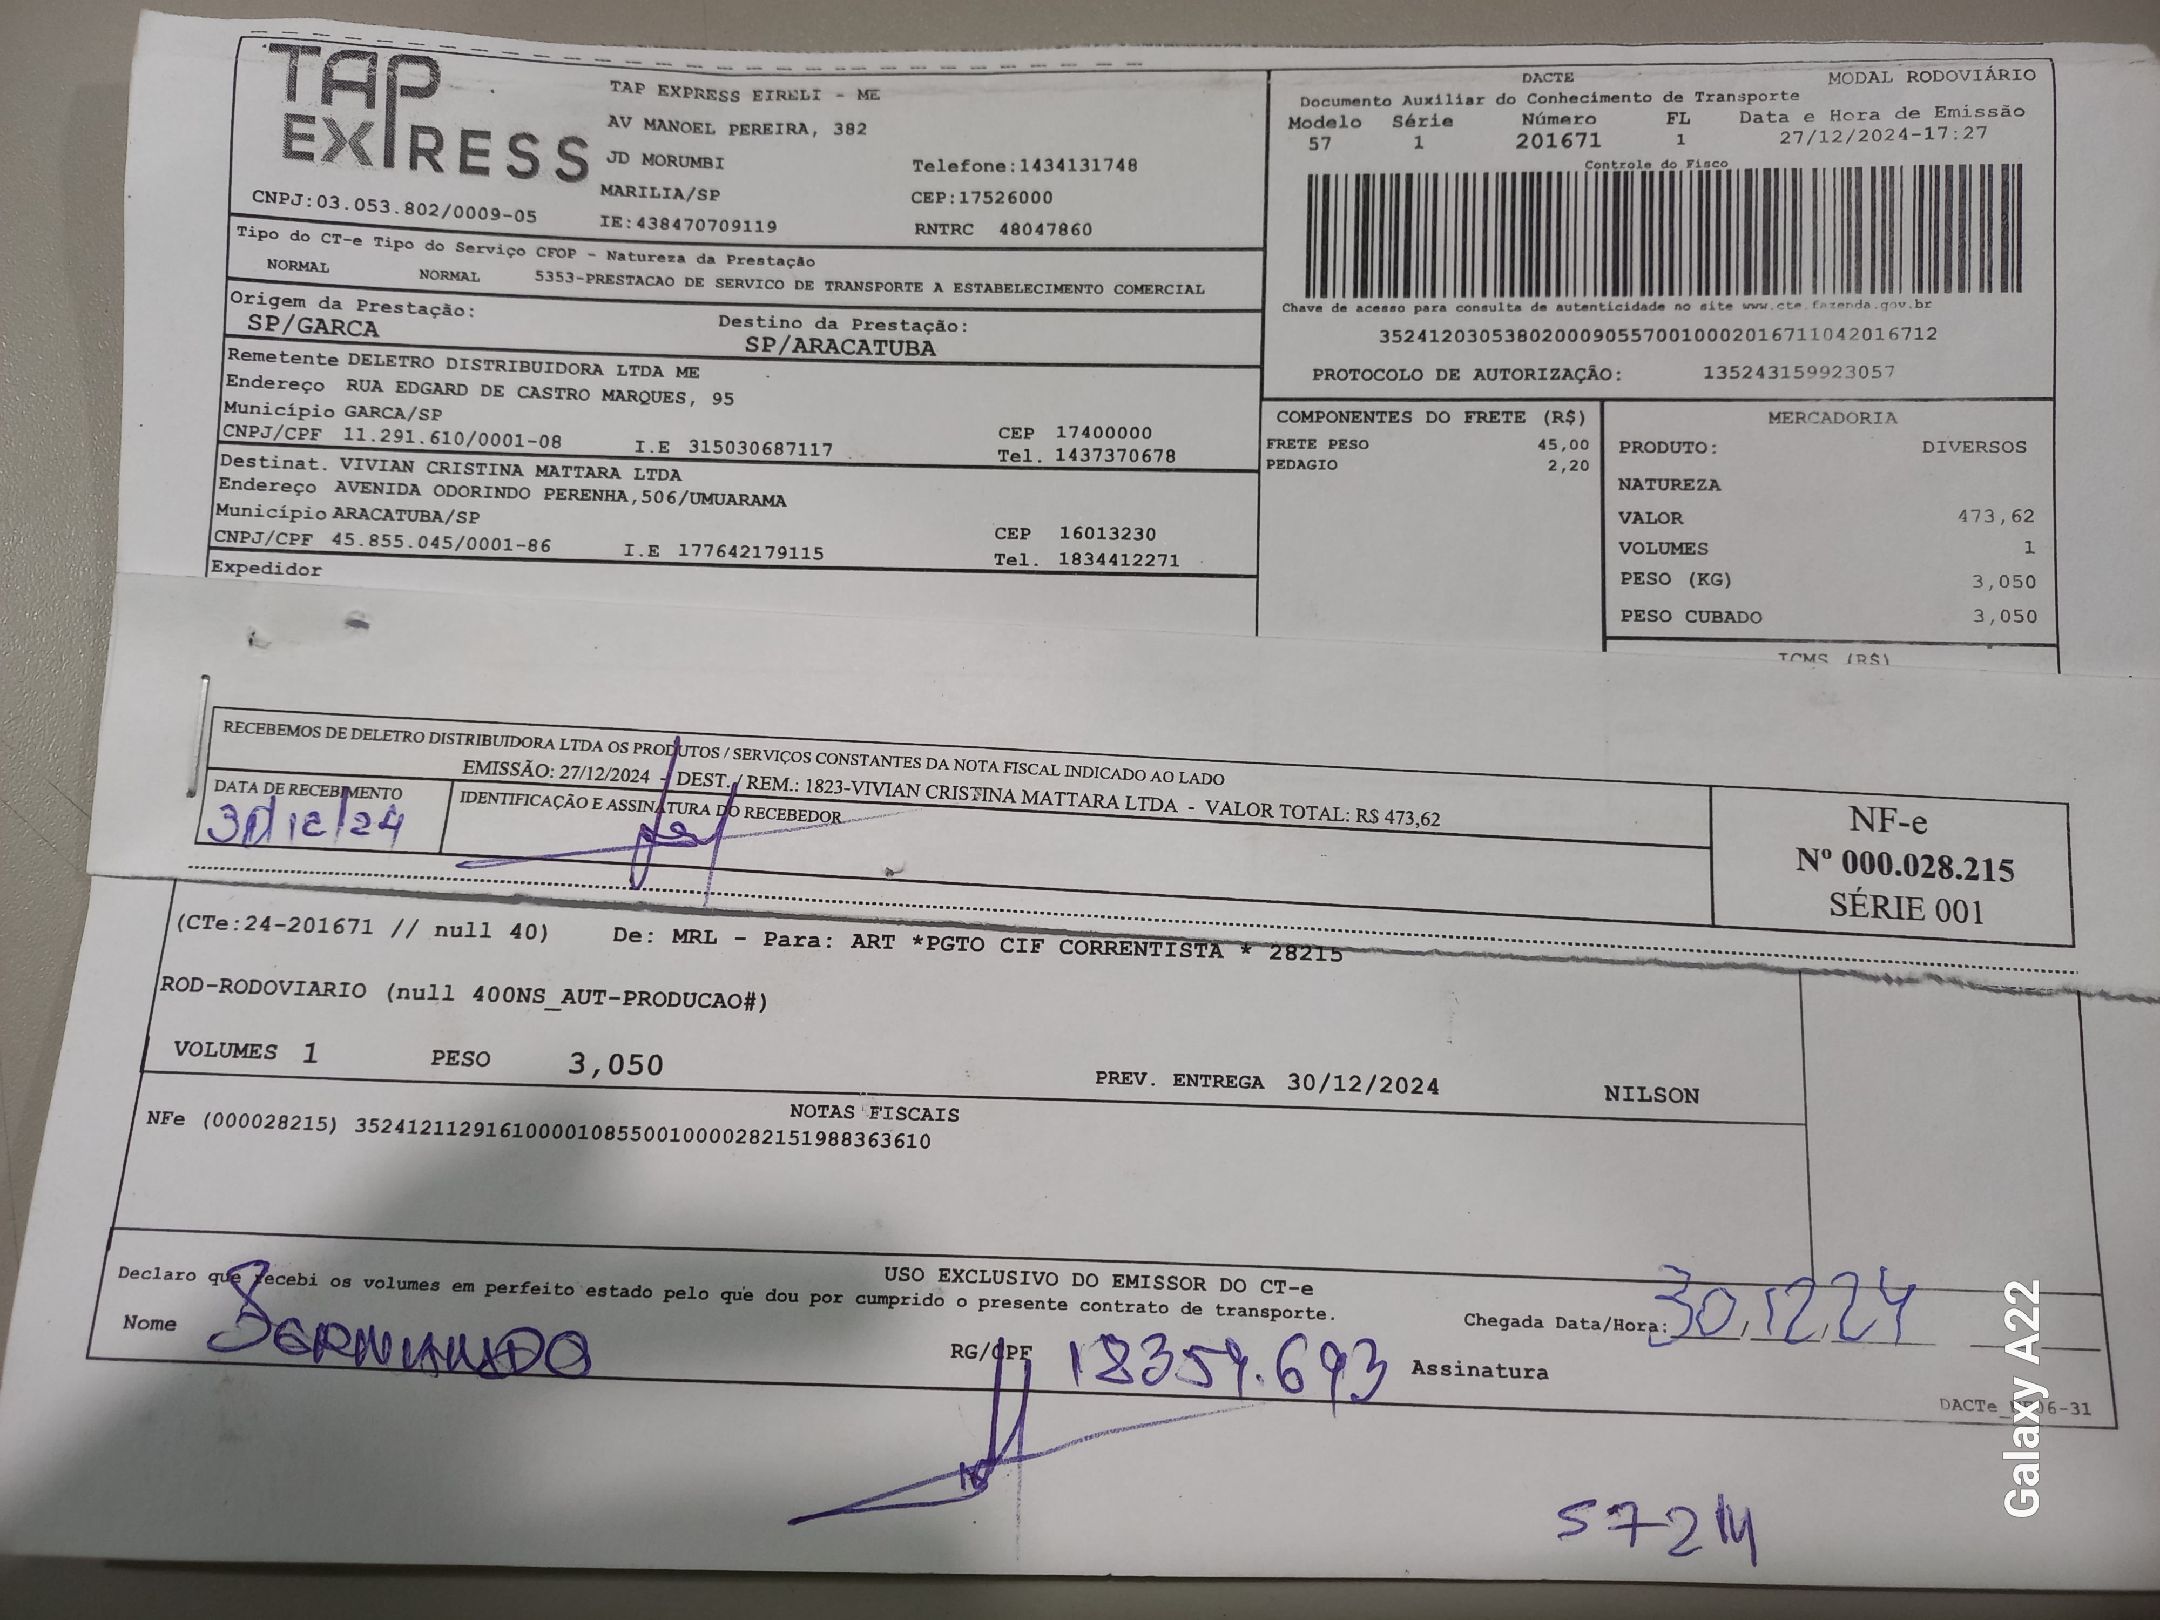 TAP
EXPRESS
TAP EXPRESS EIRELI - ME
AV MANOEL PEREIRA, 382
JD MORUMBI
MARILIA/SP
IE:438470709119
Telefone:1434131748
CEP:17526000
RNTRC 48047860
CNPJ:03.053.802/0009-05
DACTE MODAL RODOVIÁRIO
Documento Auxiliar do Conhecimento de Transporte
Modelo Série Número FL Data e Hora de Emissão
57 1 201671 1 27/12/2024-17:27
Controle do Fisco
Chave de acesso para consulta de autenticidade no site www.cte.fazenda.gov.br
35241203053802000905570010002016711042016712
PROTOCOLO DE AUTORIZAÇÃO: 135243159923057
Tipo do CT-e Tipo do Serviço CFOP - Natureza da Prestação
NORMAL NORMAL 5353-PRESTACAO DE SERVICO DE TRANSPORTE A ESTABELECIMENTO COMERCIAL
Origem da Prestação: Destino da Prestação:
SP/GARCA SP/ARACATUBA
Remetente DELETRO DISTRIBUIDORA LTDA ME
Endereço RUA EDGARD DE CASTRO MARQUES, 95
Município GARCA/SP CEP 17400000
CNPJ/CPF 11.291.610/0001-08 I.E 315030687117 Tel. 1437370678
Destinat. VIVIAN CRISTINA MATTARA LTDA
Endereço AVENIDA ODORINDO PERENHA,506/UMUARAMA
Município ARACATUBA/SP CEP 16013230
CNPJ/CPF 45.855.045/0001-86 I.E 177642179115 Tel. 1834412271
Expedidor
COMPONENTES DO FRETE (R$)
FRETE PESO 45,00
PEDAGIO 2,20
MERCADORIA
PRODUTO: DIVERSOS
NATUREZA
VALOR 473,62
VOLUMES 1
PESO (KG) 3,050
PESO CUBADO 3,050
ICMS (R$)
RECEBEMOS DE DELETRO DISTRIBUIDORA LTDA OS PRODUTOS / SERVIÇOS CONSTANTES DA NOTA FISCAL INDICADO AO LADO
EMISSÃO: 27/12/2024 - DEST. / REM.: 1823-VIVIAN CRISTINA MATTARA LTDA - VALOR TOTAL: R$ 473,62
DATA DE RECEBIMENTO IDENTIFICAÇÃO E ASSINATURA DO RECEBEDOR
30/12/24
NF-e
Nº 000.028.215
SÉRIE 001
(CTe:24-201671 // null 40) De: MRL - Para: ART *PGTO CIF CORRENTISTA * 28215
ROD-RODOVIARIO (null 400NS_AUT-PRODUCAO#)
VOLUMES 1 PESO 3,050 PREV. ENTREGA 30/12/2024 NILSON
NOTAS FISCAIS
NFe (000028215) 35241211291610000108550010000282151988363610
USO EXCLUSIVO DO EMISSOR DO CT-e
Declaro que recebi os volumes em perfeito estado pelo que dou por cumprido o presente contrato de transporte.
Chegada Data/Hora: 30,12,24
Nome FERNANDO RG/CPF 18359.693 Assinatura
5721
Galaxy A22